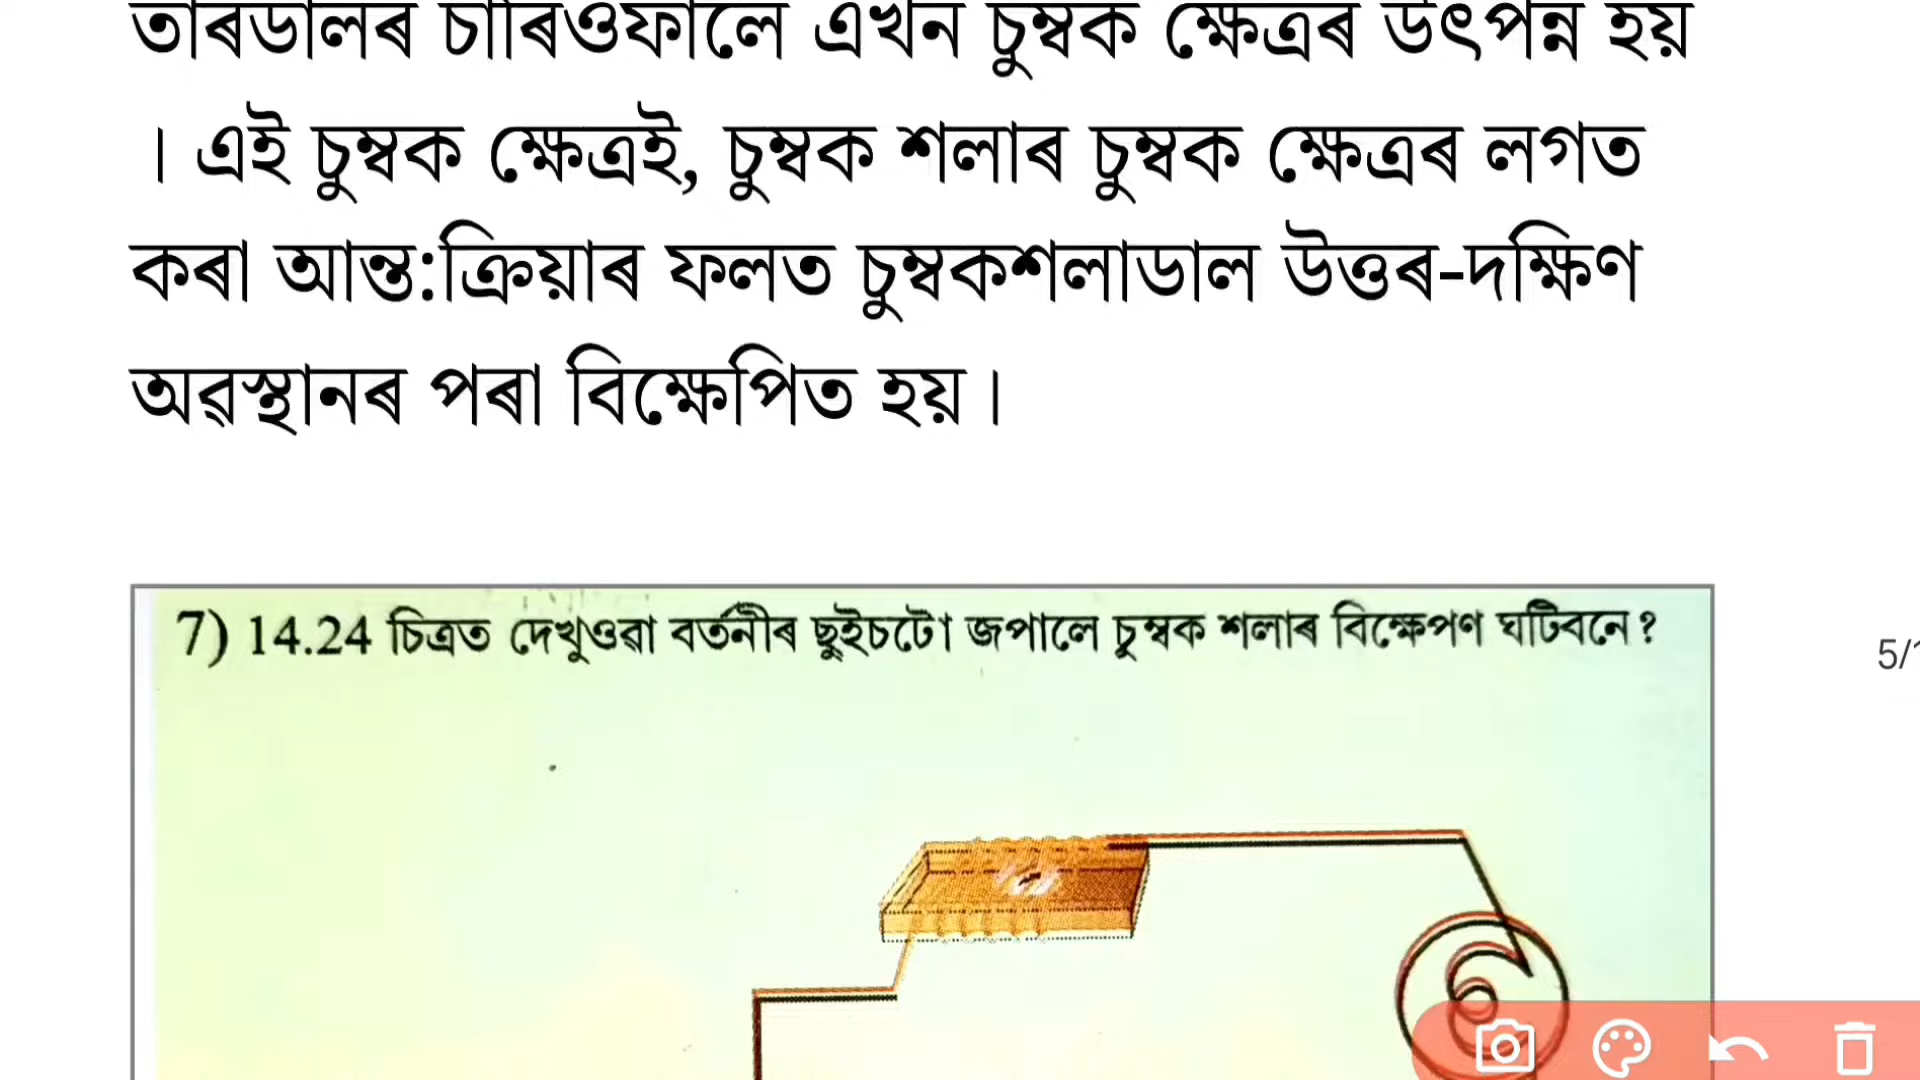 তাৰডালৰ চাৰিওফালে এখন চুম্বক ক্ষেত্ৰৰ উৎপন্ন হয়
। এই চুম্বক ক্ষেত্ৰই, চুম্বক শলাৰ চুম্বক ক্ষেত্ৰৰ লগত
কৰা আন্ত:ক্ৰিয়াৰ ফলত চুম্বকশলাডাল উত্তৰ-দক্ষিণ
অৱস্থানৰ পৰা বিক্ষেপিত হয়।
7) 14.24 চিত্ৰত দেখুওৱা বৰ্তনীৰ ছুইচটো জপালে চুম্বক শলাৰ বিক্ষেপণ ঘটিবনে?
5/1